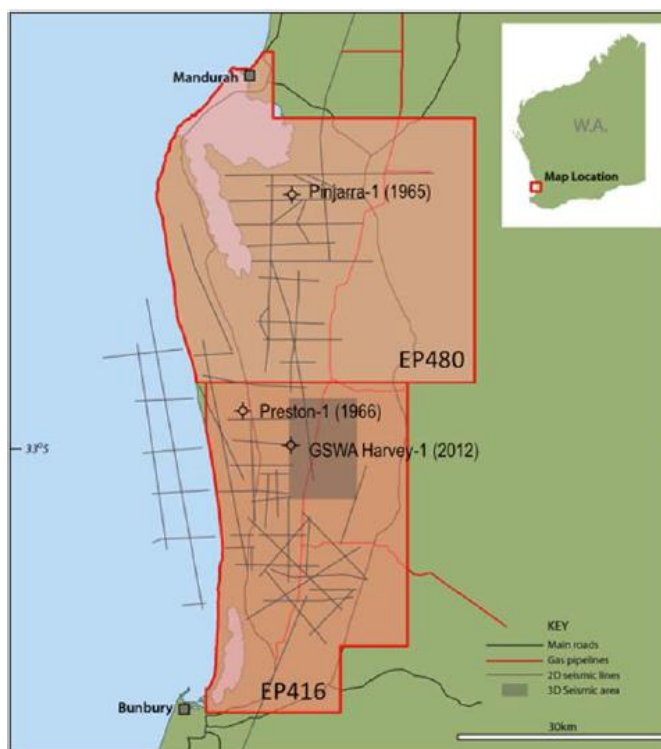 Mandurah
W.A.
Map Location
Pinjarra-1 (1965)
EP480
Preston-1 (1966)
33°5
GSWA Harvey-1 (2012)
KEY
Main roads
Gas pipelines
2D seismic lines
3D Seismic area
EP416
Bunbury
30km